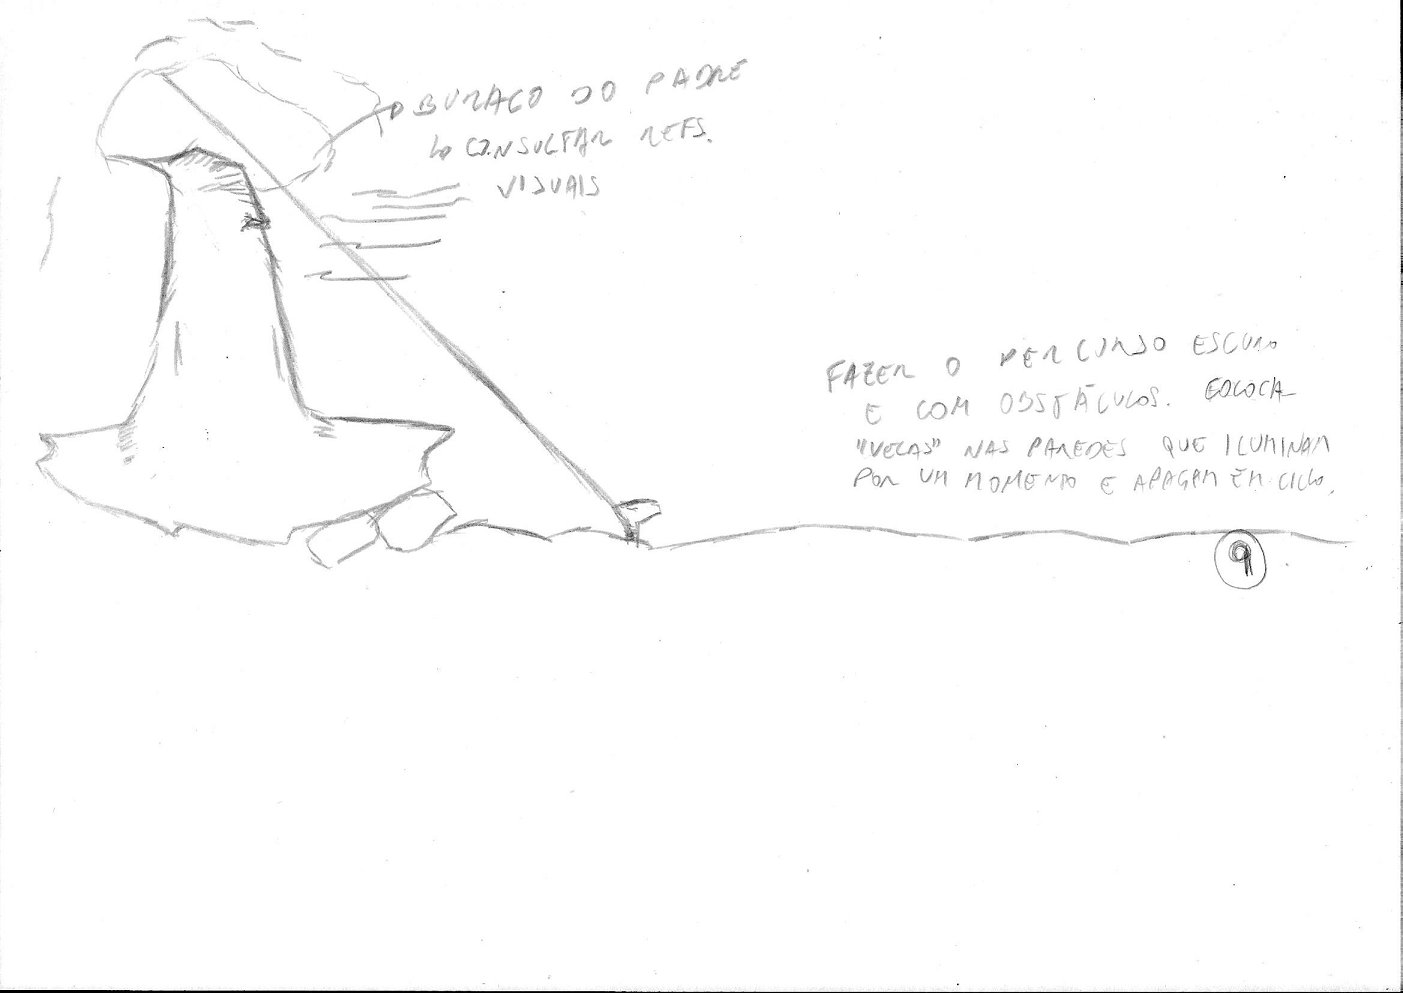 BURACO DO PADRE
↳ CONSULTAR REFS.
VISUAIS
FAZER O PERCURSO ESCURO
E COM OBSTÁCULOS. COLOCA
"VELAS" NAS PAREDES QUE ILUMINAM
POR UM MOMENTO E APAGAM EM CICLO.
9